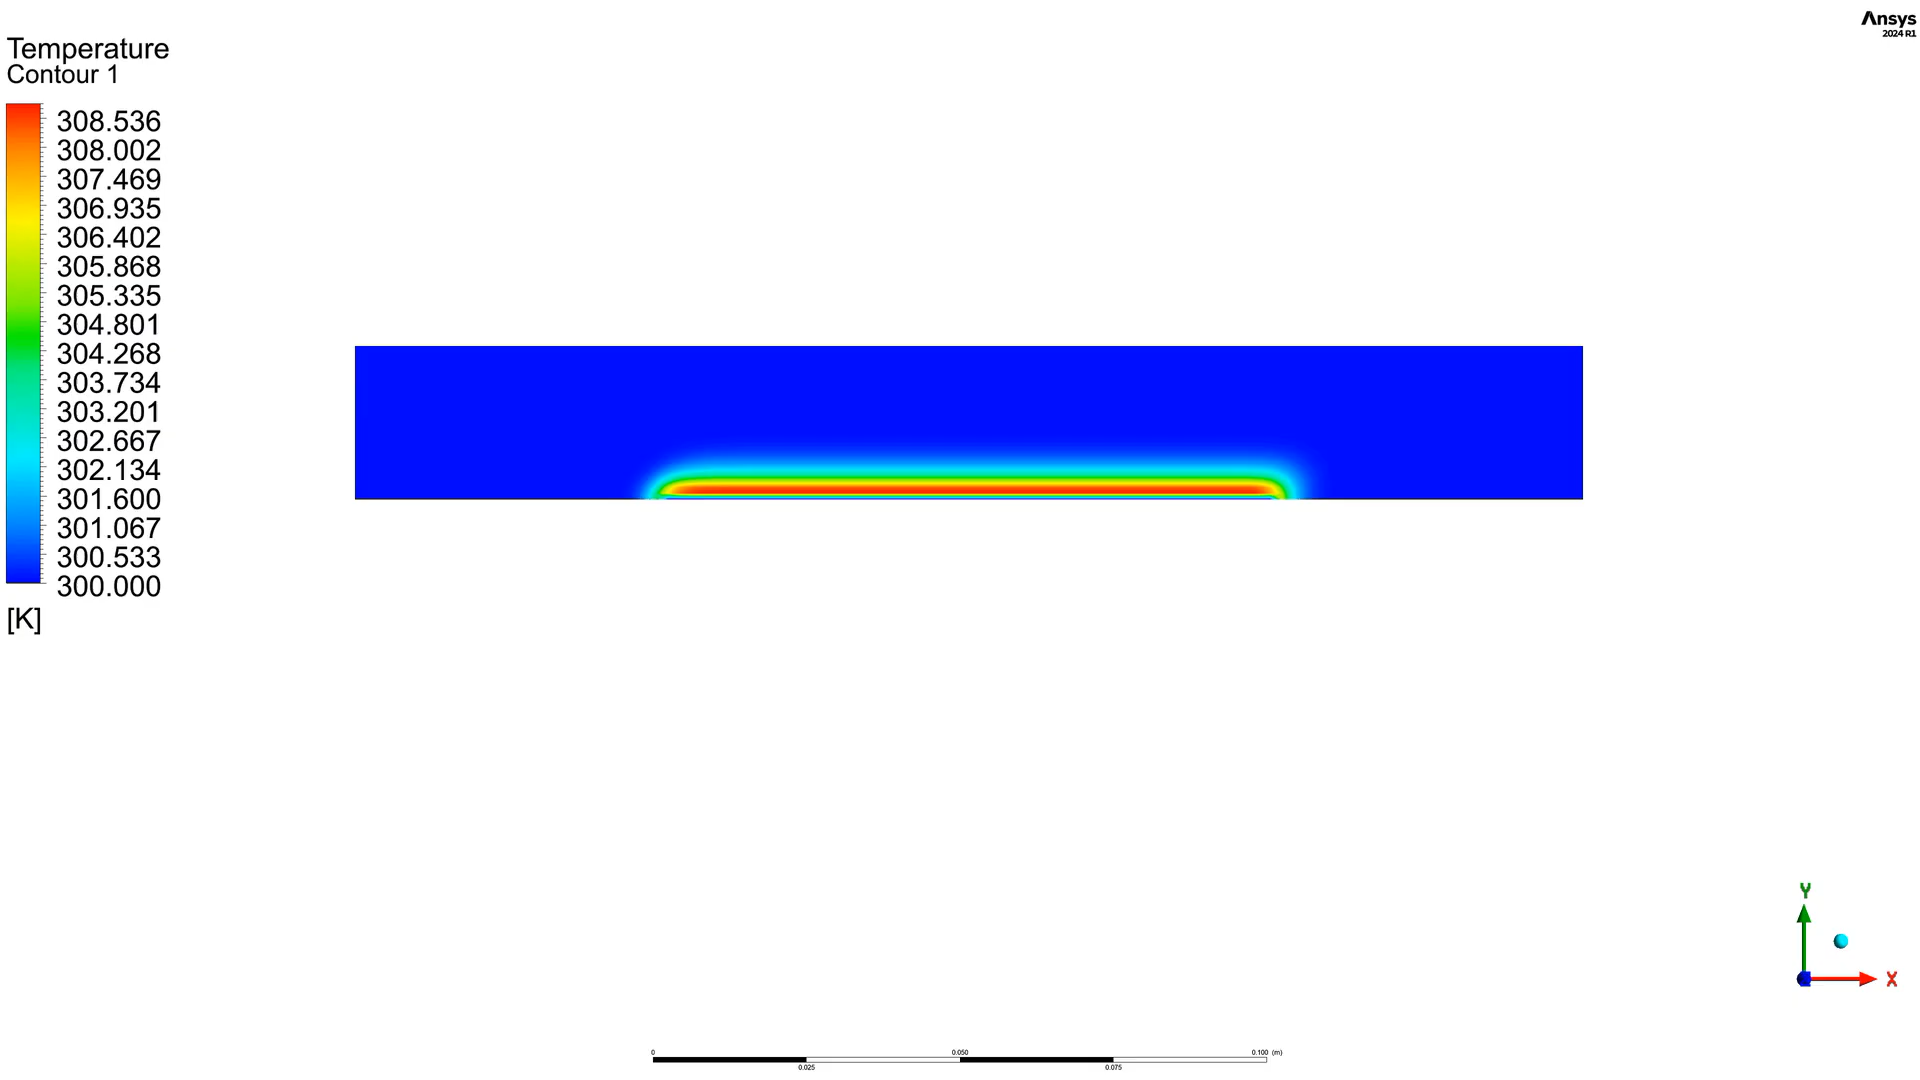 Ansys
2024 R1
Temperature
Contour 1
308.536
308.002
307.469
306.935
306.402
305.868
305.335
304.801
304.268
303.734
303.201
302.667
302.134
301.600
301.067
300.533
300.000
[K]
Y
X
0 0.050 0.100 (m)
0.025 0.075